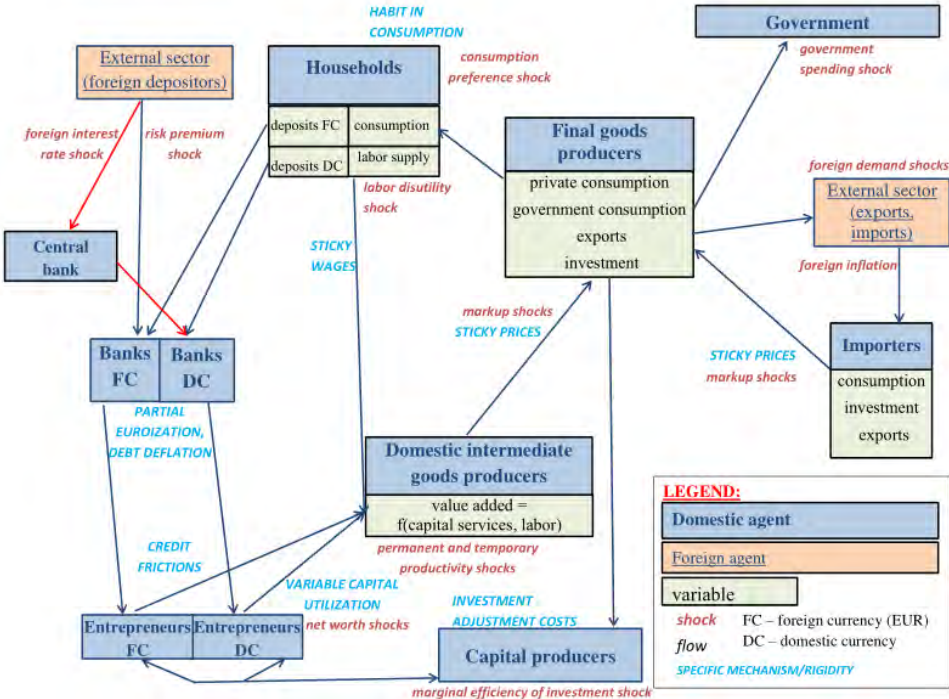 HABIT IN
CONSUMPTION
Government
government
spending shock
External sector
(foreign depositors)
Households
consumption
preference shock
deposits FC
consumption
deposits DC
labor supply
labor disutility
shock
foreign interest
rate shock
risk premium
shock
Final goods
producers
private consumption
government consumption
exports
investment
foreign demand shocks
External sector
(exports,
imports)
foreign inflation
Central
bank
STICKY
WAGES
markup shocks
STICKY PRICES
STICKY PRICES
markup shocks
Importers
consumption
investment
exports
Banks
FC
Banks
DC
PARTIAL
EUROIZATION,
DEBT DEFLATION
Domestic intermediate
goods producers
value added =
f(capital services, labor)
permanent and temporary
productivity shocks
CREDIT
FRICTIONS
VARIABLE CAPITAL
UTILIZATION
net worth shocks
INVESTMENT
ADJUSTMENT COSTS
Entrepreneurs
FC
Entrepreneurs
DC
Capital producers
marginal efficiency of investment shock
LEGEND:
Domestic agent
Foreign agent
variable
shock FC – foreign currency (EUR)
flow DC – domestic currency
SPECIFIC MECHANISM/RIGIDITY